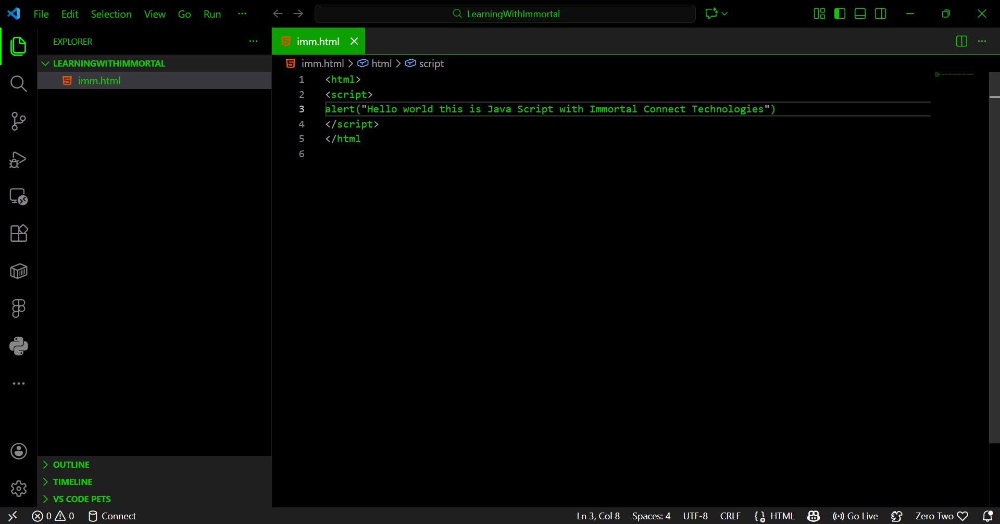 File Edit Selection View Go Run ··· LearningWithImmortal
EXPLORER ···
imm.html
LEARNINGWITHIMMORTAL
imm.html
imm.html > html > script
1 <html>
2 <script>
3 alert("Hello world this is Java Script with Immortal Connect Technologies")
4 </script>
5 </html
6
OUTLINE
TIMELINE
VS CODE PETS
0 0 Connect Ln 3, Col 8 Spaces: 4 UTF-8 CRLF {} HTML Go Live Zero Two